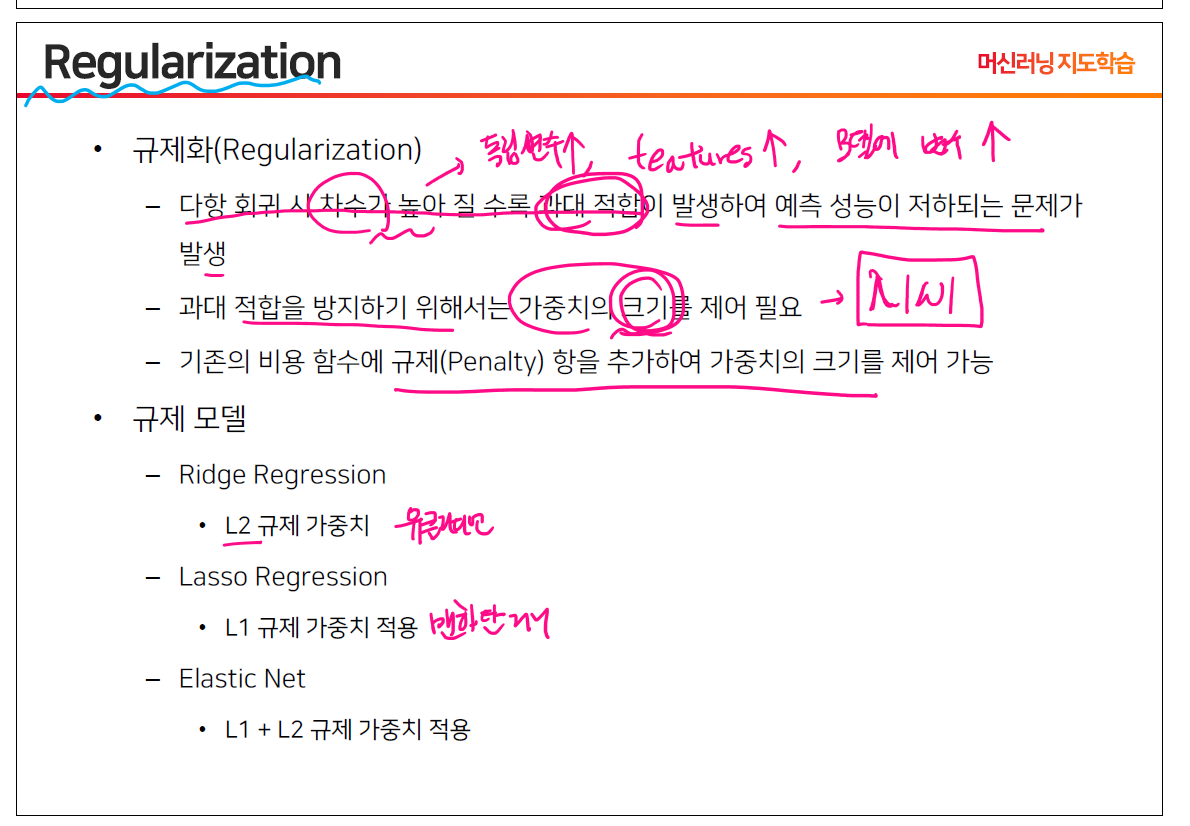 Regularization
머신러닝 지도학습
• 규제화(Regularization)
독립변수↑, features↑, 모델에 변수↑
– 다항 회귀 시 차수가 높아 질 수록 과대 적합이 발생하여 예측 성능이 저하되는 문제가
발생
– 과대 적합을 방지하기 위해서는 가중치의 크기를 제어 필요 → λ|ω|
– 기존의 비용 함수에 규제(Penalty) 항을 추가하여 가중치의 크기를 제어 가능
• 규제 모델
– Ridge Regression
• L2 규제 가중치 유클리디안
– Lasso Regression
• L1 규제 가중치 적용 맨하탄 거리
– Elastic Net
• L1 + L2 규제 가중치 적용